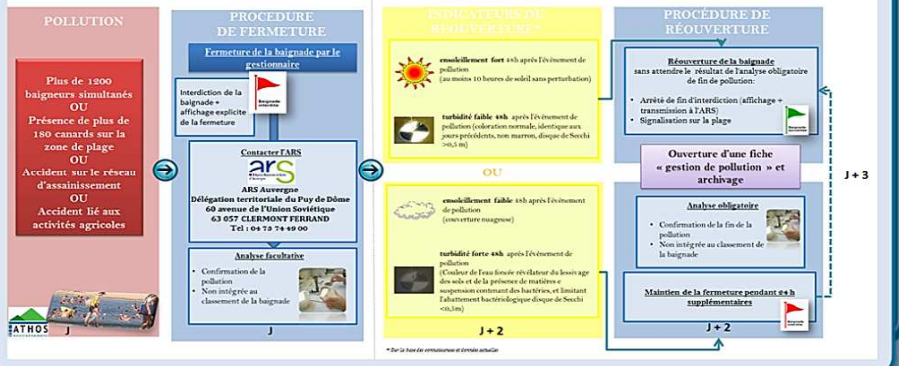 POLLUTION
Plus de 1200
baigneurs simultanés
OU
Présence de plus de
180 canards sur la
zone de plage
OU
Accident sur le réseau
d'assainissement
OU
Accident lié aux
activités agricoles
ATHOS
J
PROCEDURE
DE FERMETURE
Fermeture de la baignade par le
gestionnaire
Interdiction de la
baignade +
affichage explicite
de la fermeture
Contacter l'ARS
ars
ARS Auvergne
Délégation territoriale du Puy de Dôme
60 avenue de l'Union Soviétique
63 057 CLERMONT FERRAND
Tel : 04 73 74 49 00
Analyse facultative
• Confirmation de la
pollution
• Non intégrée au
classement de la baignade
J
INDICATEURS DE
RÉOUVERTURE*
ensoleillement fort 48h après l'événement de
pollution
(au moins 10 heures de soleil sans perturbation)
turbidité faible 48h après l'événement de
pollution (coloration normale, identique aux
jours précédents, non marron, disque de Secchi
>0,5 m)
OU
ensoleillement faible 48h après l'événement
de pollution
(couverture nuageuse)
turbidité forte 48h après l'événement de
pollution
(Couleur de l'eau foncée révélateur du lessivage
des sols et de la présence de matières e
suspension contenant des bactéries, et limitant
l'abattement bactériologique disque de Secchi
<0,5m)
J + 2
* Sur la base des connaissances et données actuelles
PROCÉDURE DE
RÉOUVERTURE
Réouverture de la baignade
sans attendre le résultat de l'analyse obligatoire
de fin de pollution:
• Arrêté de fin d'interdiction (affichage +
transmission à l'ARS)
• Signalisation sur la plage
Ouverture d'une fiche
« gestion de pollution » et
archivage
Analyse obligatoire
• Confirmation de la fin de la
pollution
• Non intégrée au classement de
la baignade
Maintien de la fermeture pendant 24 h
supplémentaires
J + 2
J + 3